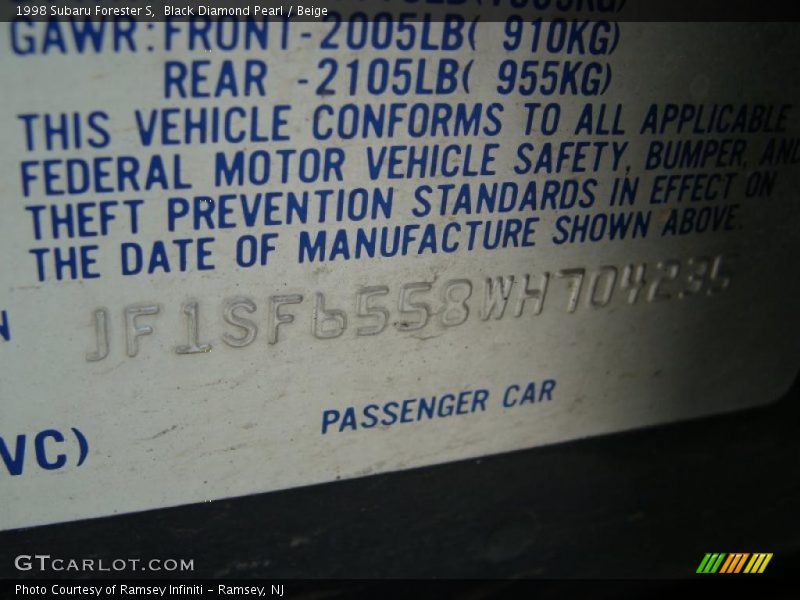 1998 Subaru Forester S, Black Diamond Pearl / Beige
GAWR:FRONT-2005LB( 910KG)
REAR -2105LB( 955KG)
THIS VEHICLE CONFORMS TO ALL APPLICABLE
FEDERAL MOTOR VEHICLE SAFETY, BUMPER, AND
THEFT PREVENTION STANDARDS IN EFFECT ON
THE DATE OF MANUFACTURE SHOWN ABOVE.
JF1SF6558WH704235
PASSENGER CAR
VC)
GTCARLOT.COM
Photo Courtesy of Ramsey Infiniti - Ramsey, NJ